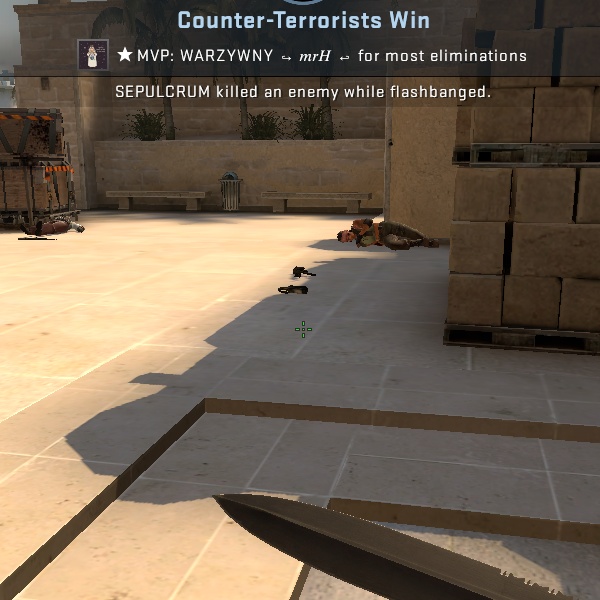 Counter-Terrorists Win
★ MVP: WARZYWNY ↔ mrH ↩ for most eliminations
SEPULCRUM killed an enemy while flashbanged.